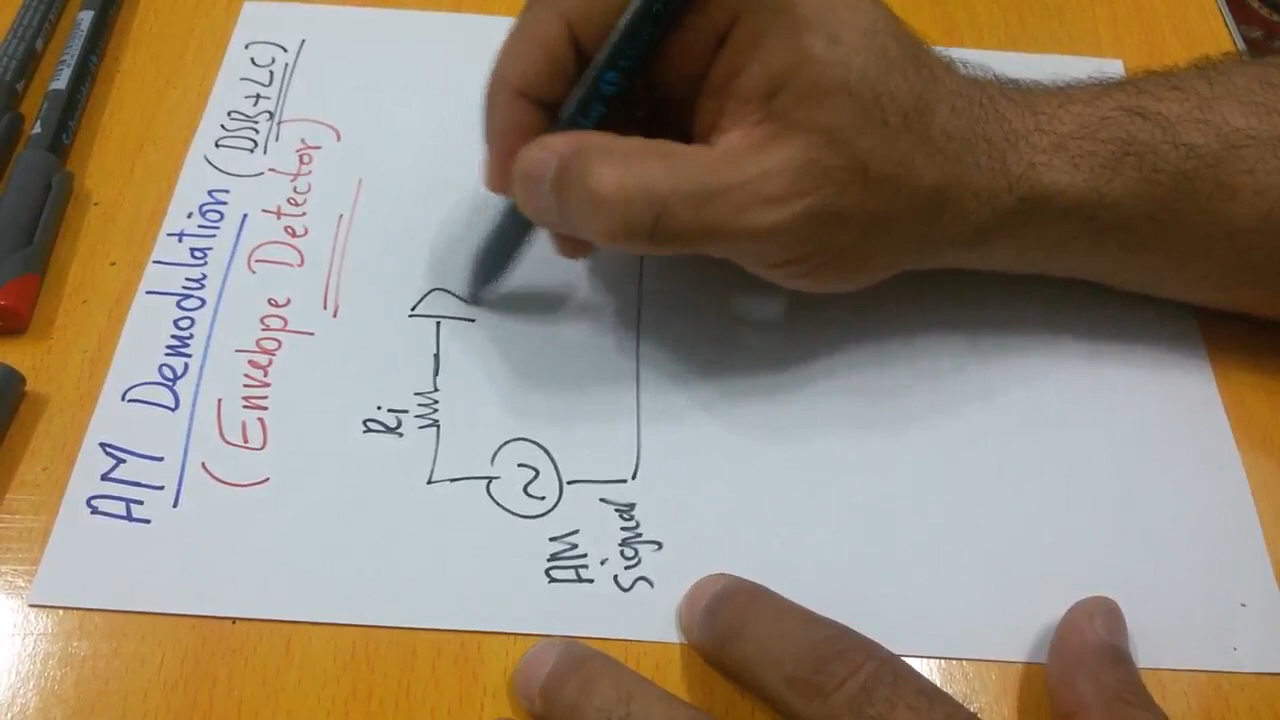 AM Demodulation (DSB+LC)
(Envelope Detector)
Ri
AM
Signal